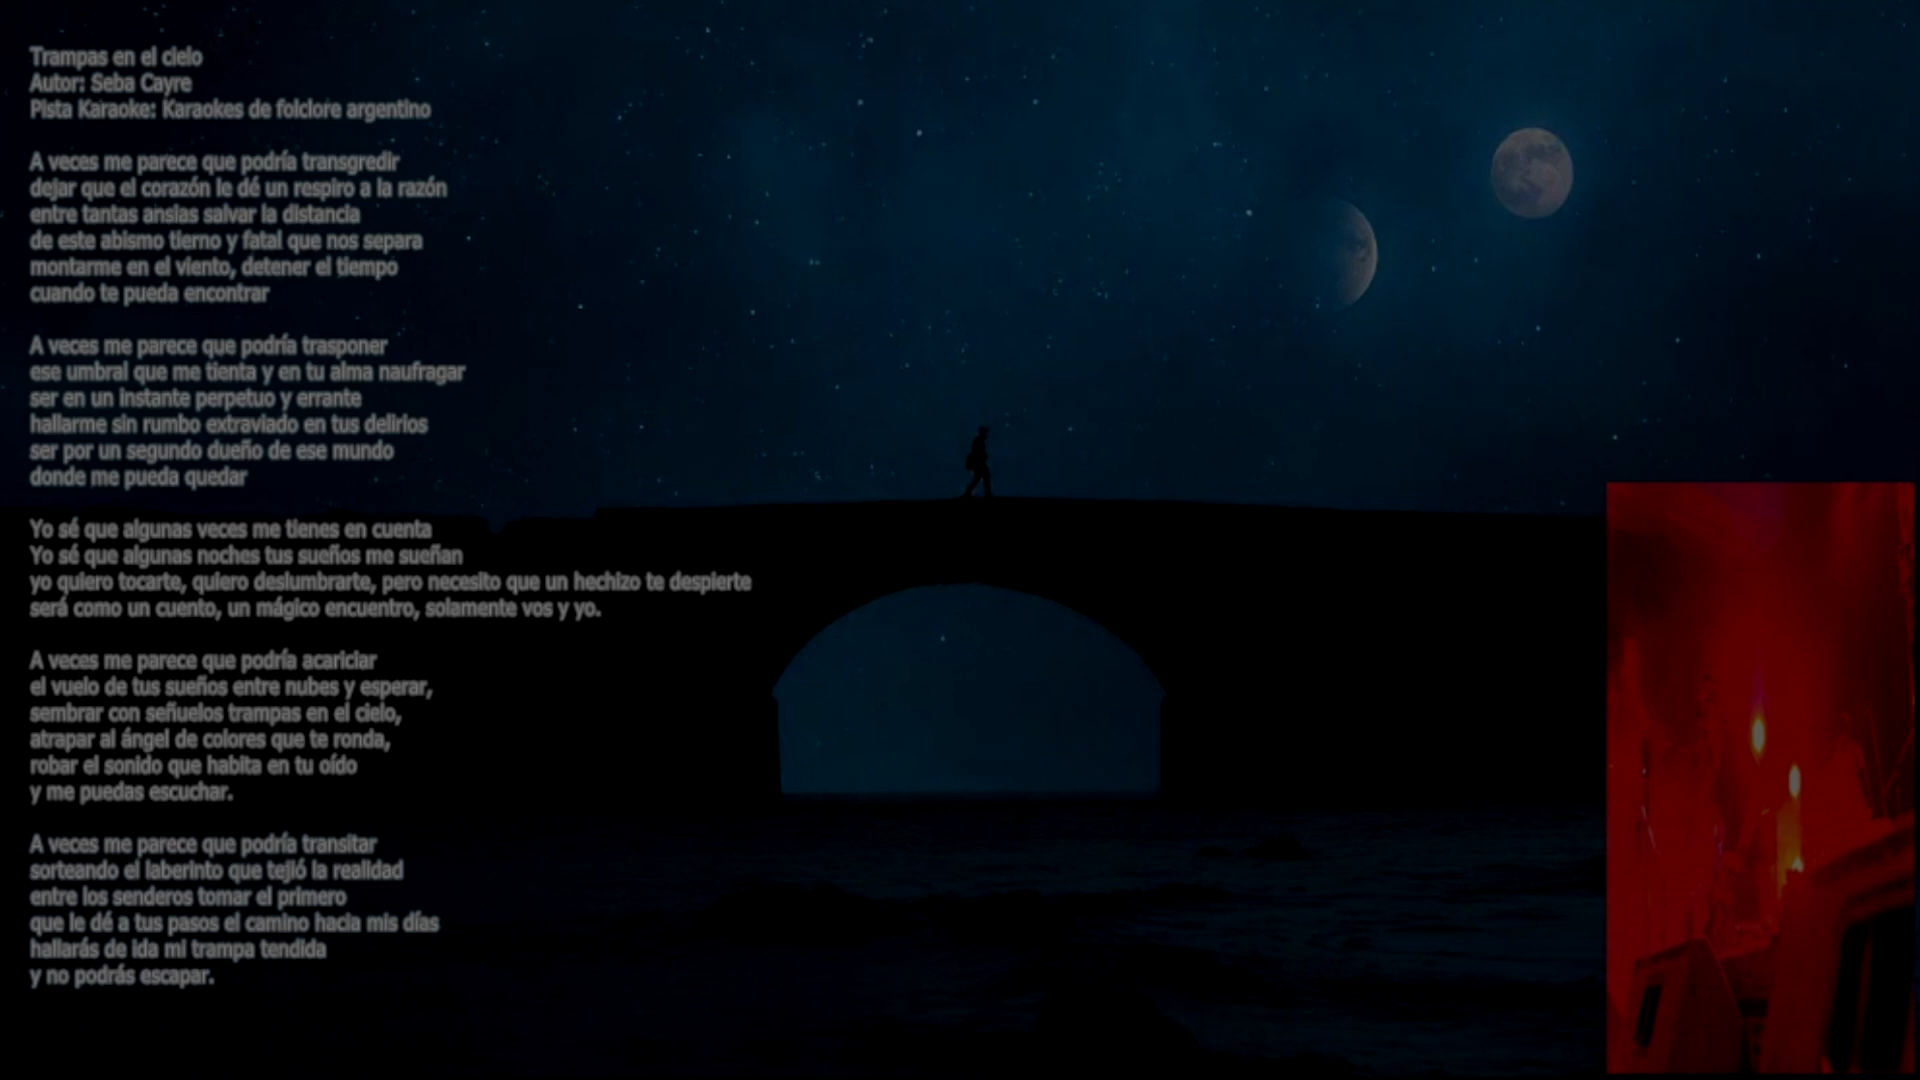 Trampas en el cielo
Autor: Seba Cayre
Pista Karaoke: Karaokes de folclore argentino
A veces me parece que podría transgredir
dejar que el corazón le dé un respiro a la razón
entre tantas ansias salvar la distancia
de este abismo tierno y fatal que nos separa
montarme en el viento, detener el tiempo
cuando te pueda encontrar
A veces me parece que podría trasponer
ese umbral que me tienta y en tu alma naufragar
ser en un instante perpetuo y errante
hallarme sin rumbo extraviado en tus delirios
ser por un segundo dueño de ese mundo
donde me pueda quedar
Yo sé que algunas veces me tienes en cuenta
Yo sé que algunas noches tus sueños me sueñan
yo quiero tocarte, quiero deslumbrarte, pero necesito que un hechizo te despierte
será como un cuento, un mágico encuentro, solamente vos y yo.
A veces me parece que podría acariciar
el vuelo de tus sueños entre nubes y esperar,
sembrar con señuelos trampas en el cielo,
atrapar al ángel de colores que te ronda,
robar el sonido que habita en tu oído
y me puedas escuchar.
A veces me parece que podría transitar
sorteando el laberinto que tejió la realidad
entre los senderos tomar el primero
que le dé a tus pasos el camino hacia mis días
hallarás de ida mi trampa tendida
y no podrás escapar.